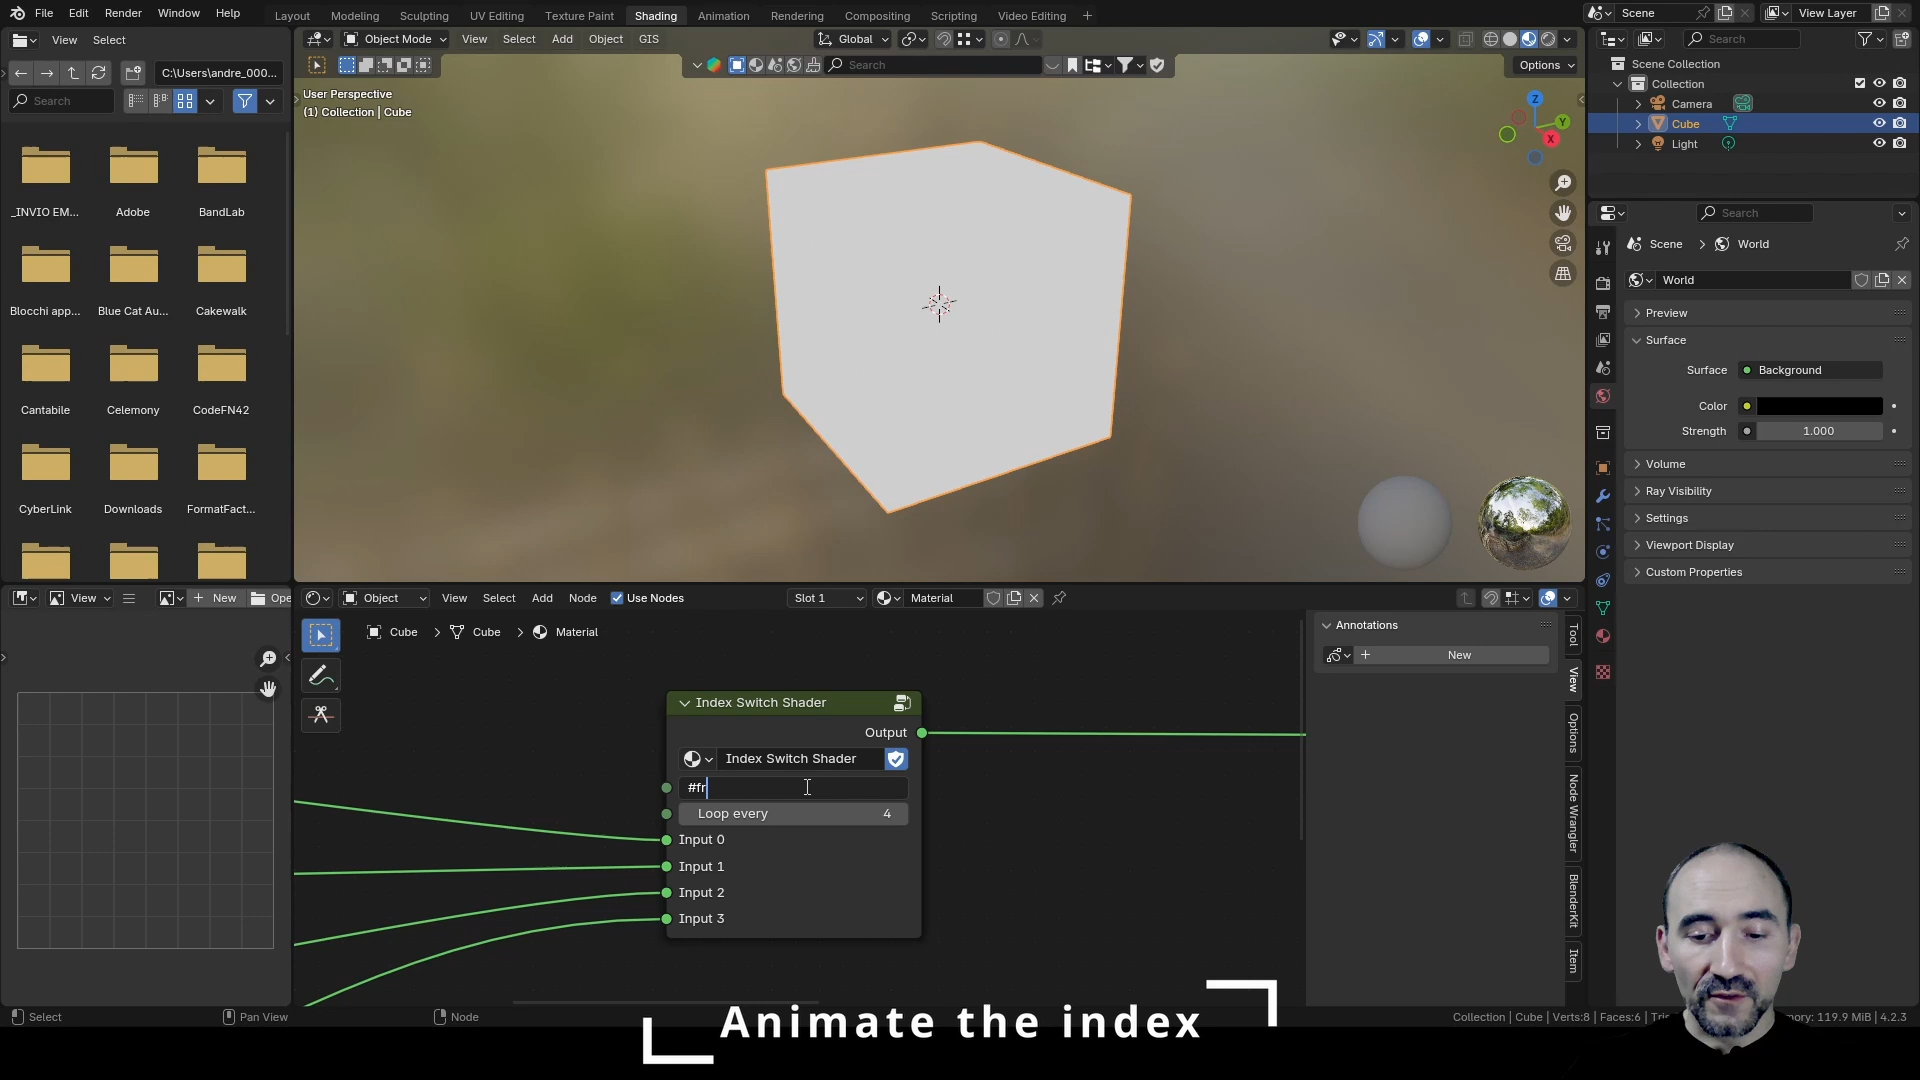 File Edit Render Window Help
Layout Modeling Sculpting UV Editing Texture Paint Shading Animation Rendering Compositing Scripting Video Editing +
Scene
View Layer
View Select
C:\Users\andre_000...
Search
_INVIO EM... Adobe BandLab
Blocchi app... Blue Cat Au... Cakewalk
Cantabile Celemony CodeFN42
CyberLink Downloads FormatFact...
Object Mode View Select Add Object GIS
Global
Search
Options
User Perspective
(1) Collection | Cube
Z
Y
X
Search
Scene Collection
Collection
Camera
Cube
Light
Search
Scene > World
World
Preview
Surface
Surface Background
Color
Strength 1.000
Volume
Ray Visibility
Settings
Viewport Display
Custom Properties
View + New Ope
Object View Select Add Node Use Nodes
Slot 1
Material
Cube > Cube > Material
Index Switch Shader
Output
Index Switch Shader
#fr
Loop every 4
Input 0
Input 1
Input 2
Input 3
Annotations
+ New
Tool
View
Options
Node Wrangler
BlenderKit
Item
Select Pan View Node
Collection | Cube | Verts:8 | Faces:6 | Tri
mory: 119.9 MiB | 4.2.3
Animate the index